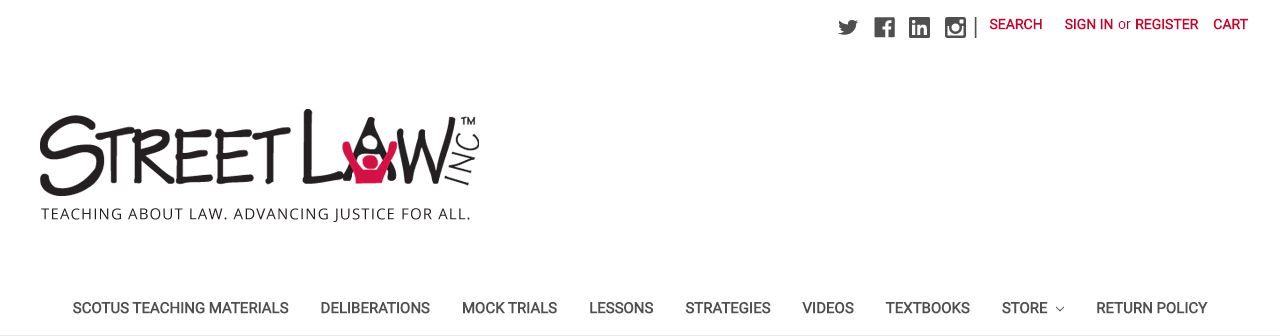 SEARCH SIGN IN or REGISTER CART
STREET LAW INC™
TEACHING ABOUT LAW. ADVANCING JUSTICE FOR ALL.
SCOTUS TEACHING MATERIALS DELIBERATIONS MOCK TRIALS LESSONS STRATEGIES VIDEOS TEXTBOOKS STORE RETURN POLICY